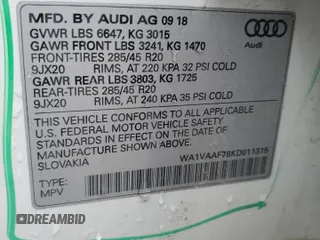 MFD. BY AUDI AG 09 18
GVWR LBS 6647, KG 3015
GAWR FRONT LBS 3241, KG 1470
FRONT-TIRES 285/45 R20
9JX20 RIMS, AT 220 KPA 32 PSI COLD
GAWR REAR LBS 3803, KG 1725
REAR-TIRES 285/45 R20
9JX20 RIMS, AT 240 KPA 35 PSI COLD
Audi
THIS VEHICLE CONFORMS TO ALL APPLICABLE
U.S. FEDERAL MOTOR VEHICLE SAFETY
STANDARDS IN EFFECT ON THE DATE OF
MANUFACTURE SHOWN ABOVE.
SLOVAKIA WA1VAAF78KD011315
TYPE:
MPV
DREAMBID